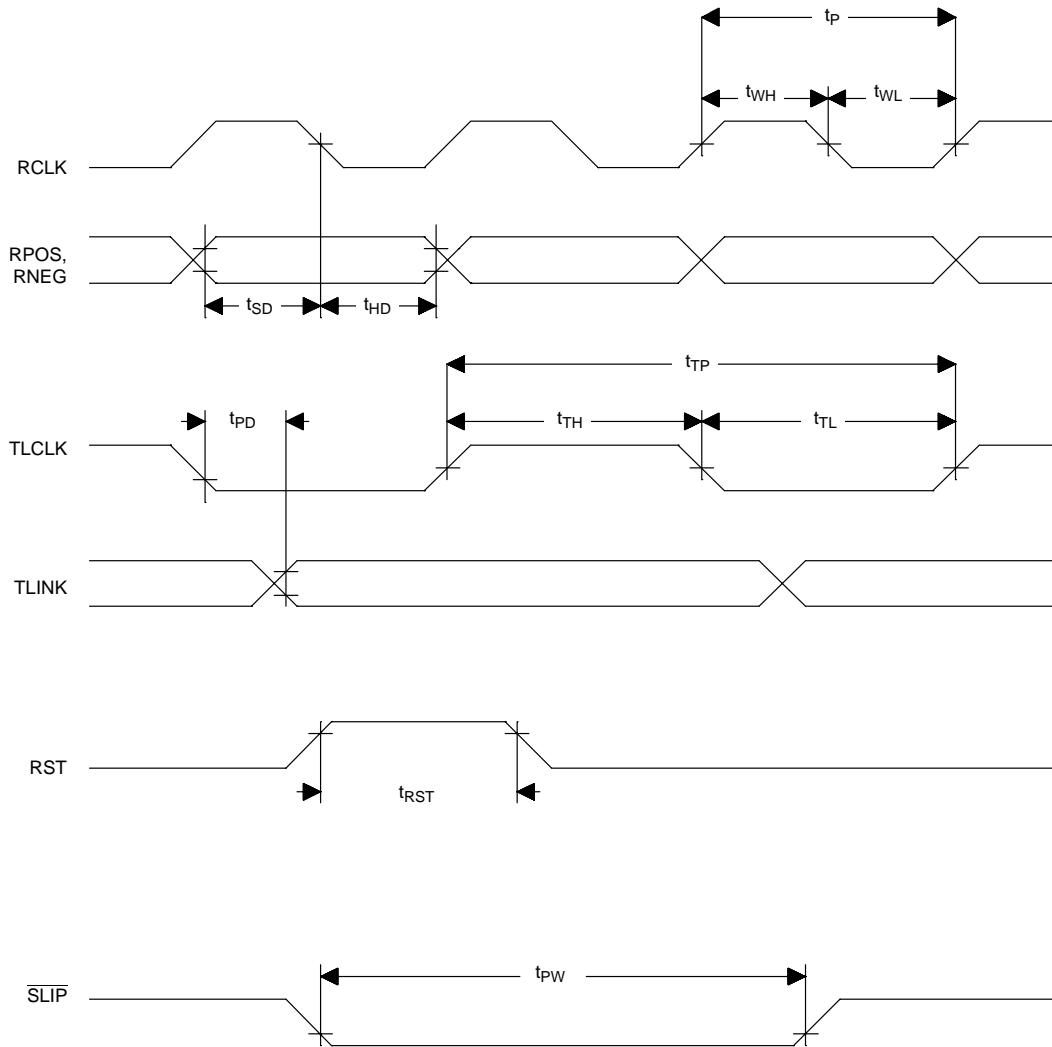 tP
tWH tWL
RCLK
RPOS,
RNEG
tSD tHD
tTP
tPD tTH tTL
TLCLK
TLINK
RST
tRST
tPW
SLIP